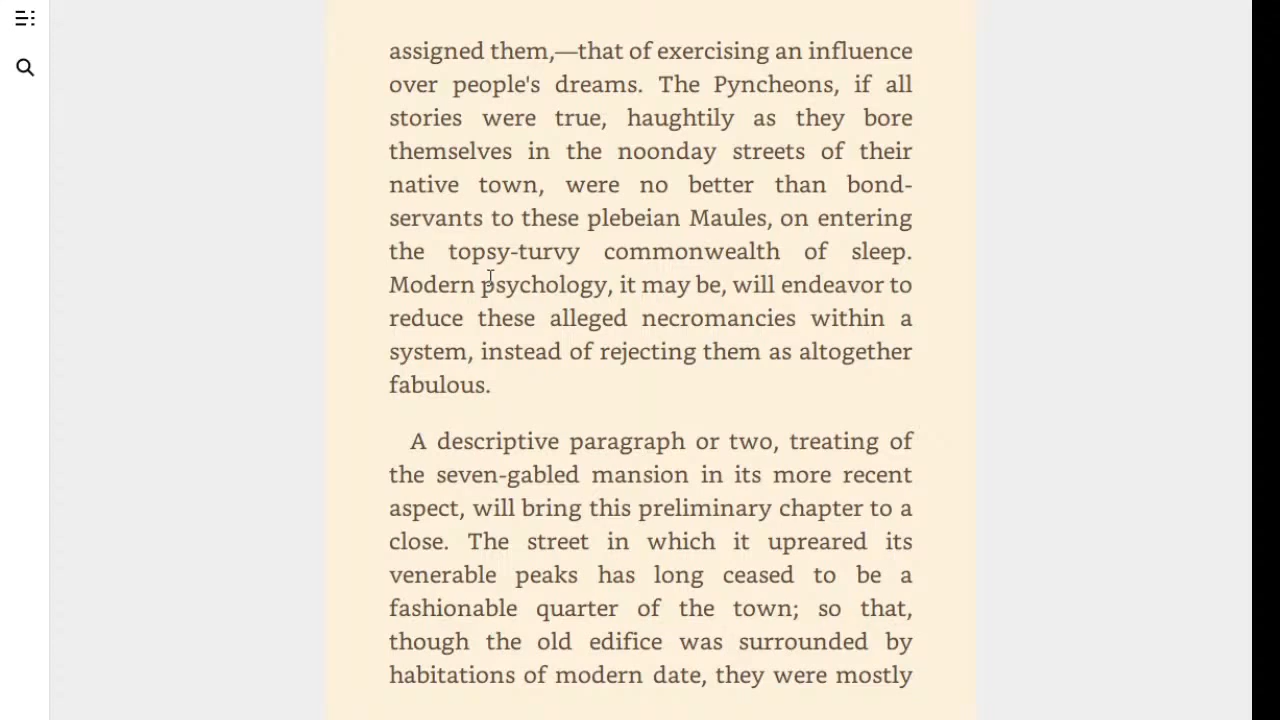 assigned them,—that of exercising an influence
over people's dreams. The Pyncheons, if all
stories were true, haughtily as they bore
themselves in the noonday streets of their
native town, were no better than bond-
servants to these plebeian Maules, on entering
the topsy-turvy commonwealth of sleep.
Modern psychology, it may be, will endeavor to
reduce these alleged necromancies within a
system, instead of rejecting them as altogether
fabulous.
A descriptive paragraph or two, treating of
the seven-gabled mansion in its more recent
aspect, will bring this preliminary chapter to a
close. The street in which it upreared its
venerable peaks has long ceased to be a
fashionable quarter of the town; so that,
though the old edifice was surrounded by
habitations of modern date, they were mostly